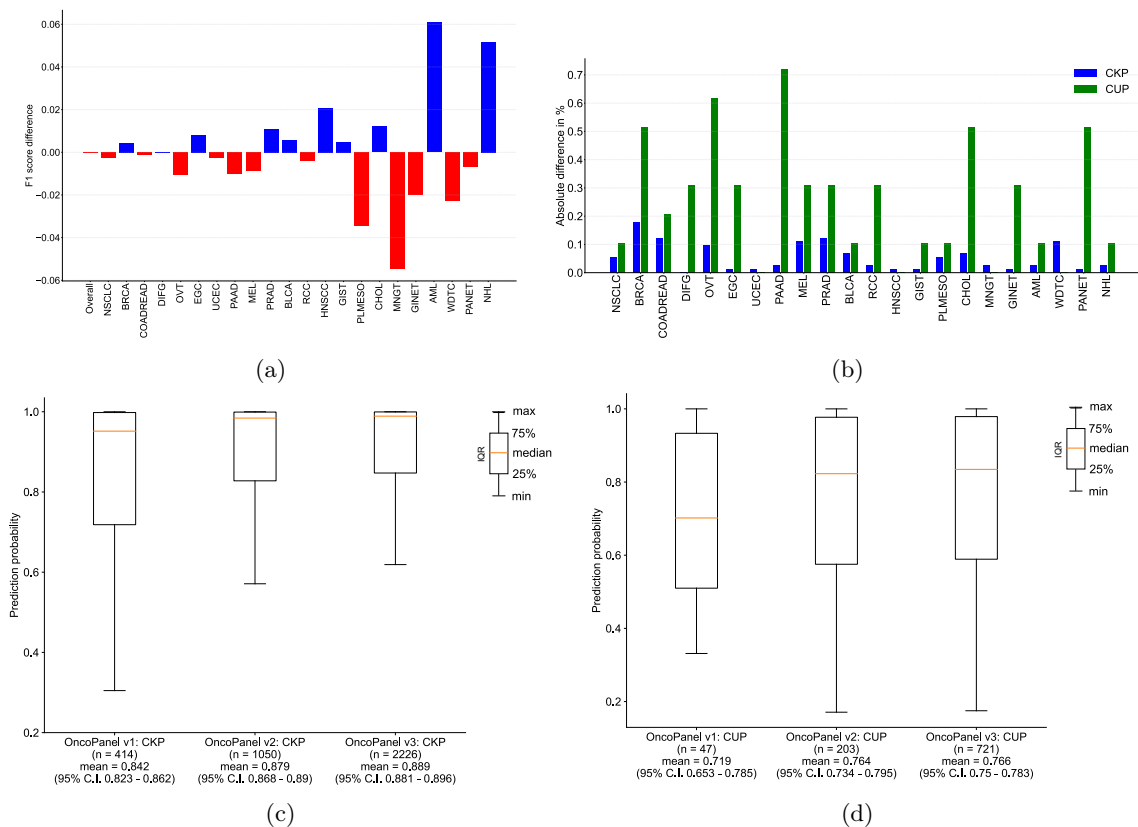 0.06
0.04
0.02
0.00
−0.02
−0.04
−0.06
F1 score difference
Overall
NSCLC
BRCA
COADREAD
DIFG
OVT
EGC
UCEC
PAAD
MEL
PRAD
BLCA
RCC
HNSCC
GIST
PLMESO
CHOL
MNGT
GINET
AML
WDTC
PANET
NHL
(a)
CKP
CUP
0.7
0.6
0.5
0.4
0.3
0.2
0.1
0.0
Absolute difference in %
NSCLC
BRCA
COADREAD
DIFG
OVT
EGC
UCEC
PAAD
MEL
PRAD
BLCA
RCC
HNSCC
GIST
PLMESO
CHOL
MNGT
GINET
AML
WDTC
PANET
NHL
(b)
1.0
0.8
0.6
0.4
0.2
Prediction probability
max
75%
median
25%
min
IQR
OncoPanel v1: CKP
(n = 414)
mean = 0.842
(95% C.I. 0.823 - 0.862)
OncoPanel v2: CKP
(n = 1050)
mean = 0.879
(95% C.I. 0.868 - 0.89)
OncoPanel v3: CKP
(n = 2226)
mean = 0.889
(95% C.I. 0.881 - 0.896)
(c)
1.0
0.8
0.6
0.4
0.2
Prediction probability
max
75%
median
25%
min
IQR
OncoPanel v1: CUP
(n = 47)
mean = 0.719
(95% C.I. 0.653 - 0.785)
OncoPanel v2: CUP
(n = 203)
mean = 0.764
(95% C.I. 0.734 - 0.795)
OncoPanel v3: CUP
(n = 721)
mean = 0.766
(95% C.I. 0.75 - 0.783)
(d)